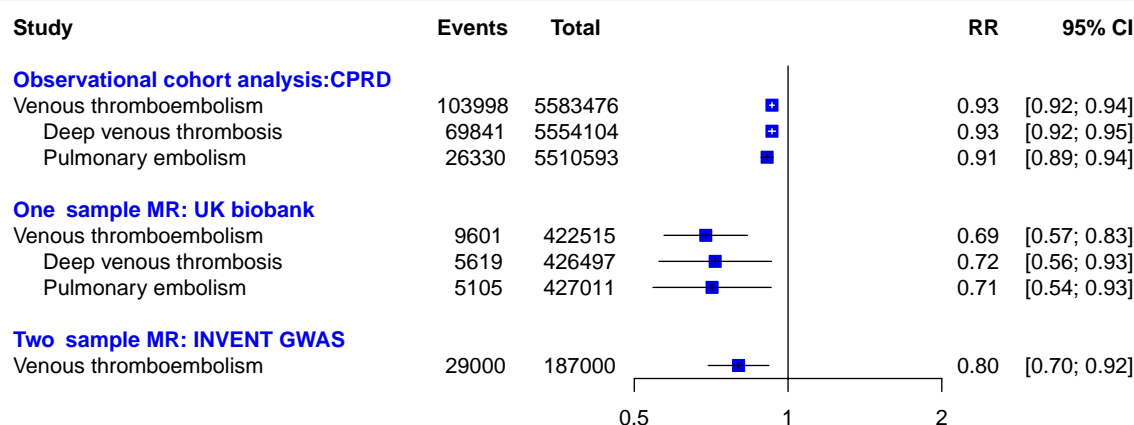 Study Events Total RR 95% CI
Observational cohort analysis:CPRD
Venous thromboembolism 103998 5583476 0.93 [0.92; 0.94]
Deep venous thrombosis 69841 5554104 0.93 [0.92; 0.95]
Pulmonary embolism 26330 5510593 0.91 [0.89; 0.94]
One sample MR: UK biobank
Venous thromboembolism 9601 422515 0.69 [0.57; 0.83]
Deep venous thrombosis 5619 426497 0.72 [0.56; 0.93]
Pulmonary embolism 5105 427011 0.71 [0.54; 0.93]
Two sample MR: INVENT GWAS
Venous thromboembolism 29000 187000 0.80 [0.70; 0.92]
0.5 1 2